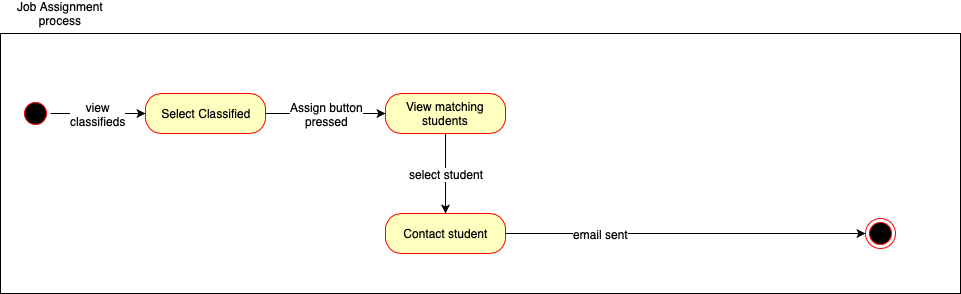 Job Assignment
process
view
classifieds
Select Classified
Assign button
pressed
View matching
students
select student
Contact student
email sent